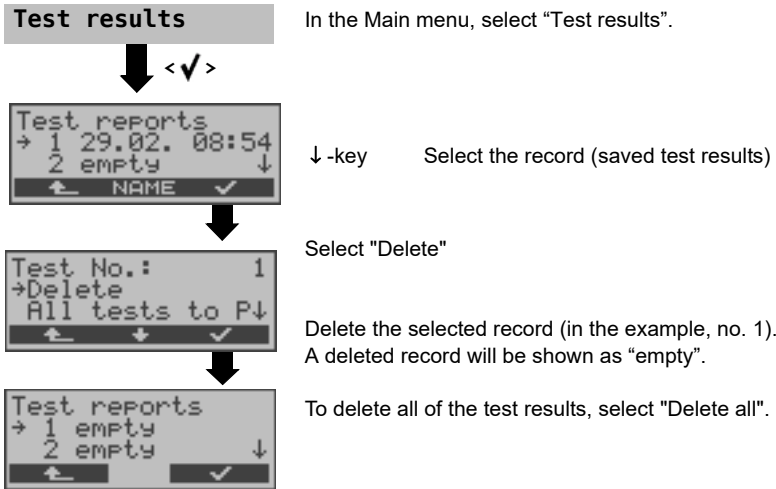 Test results
In the Main menu, select “Test results”.
<✓>
Test reports
→ 1 29.02. 08:54
2 empty ↓
NAME ✓
↓-key Select the record (saved test results)
Select "Delete"
Test No.: 1
→Delete
All tests to P↓
↓ ✓
Delete the selected record (in the example, no. 1).
A deleted record will be shown as “empty”.
Test reports
→ 1 empty
2 empty ↓
✓
To delete all of the test results, select "Delete all".